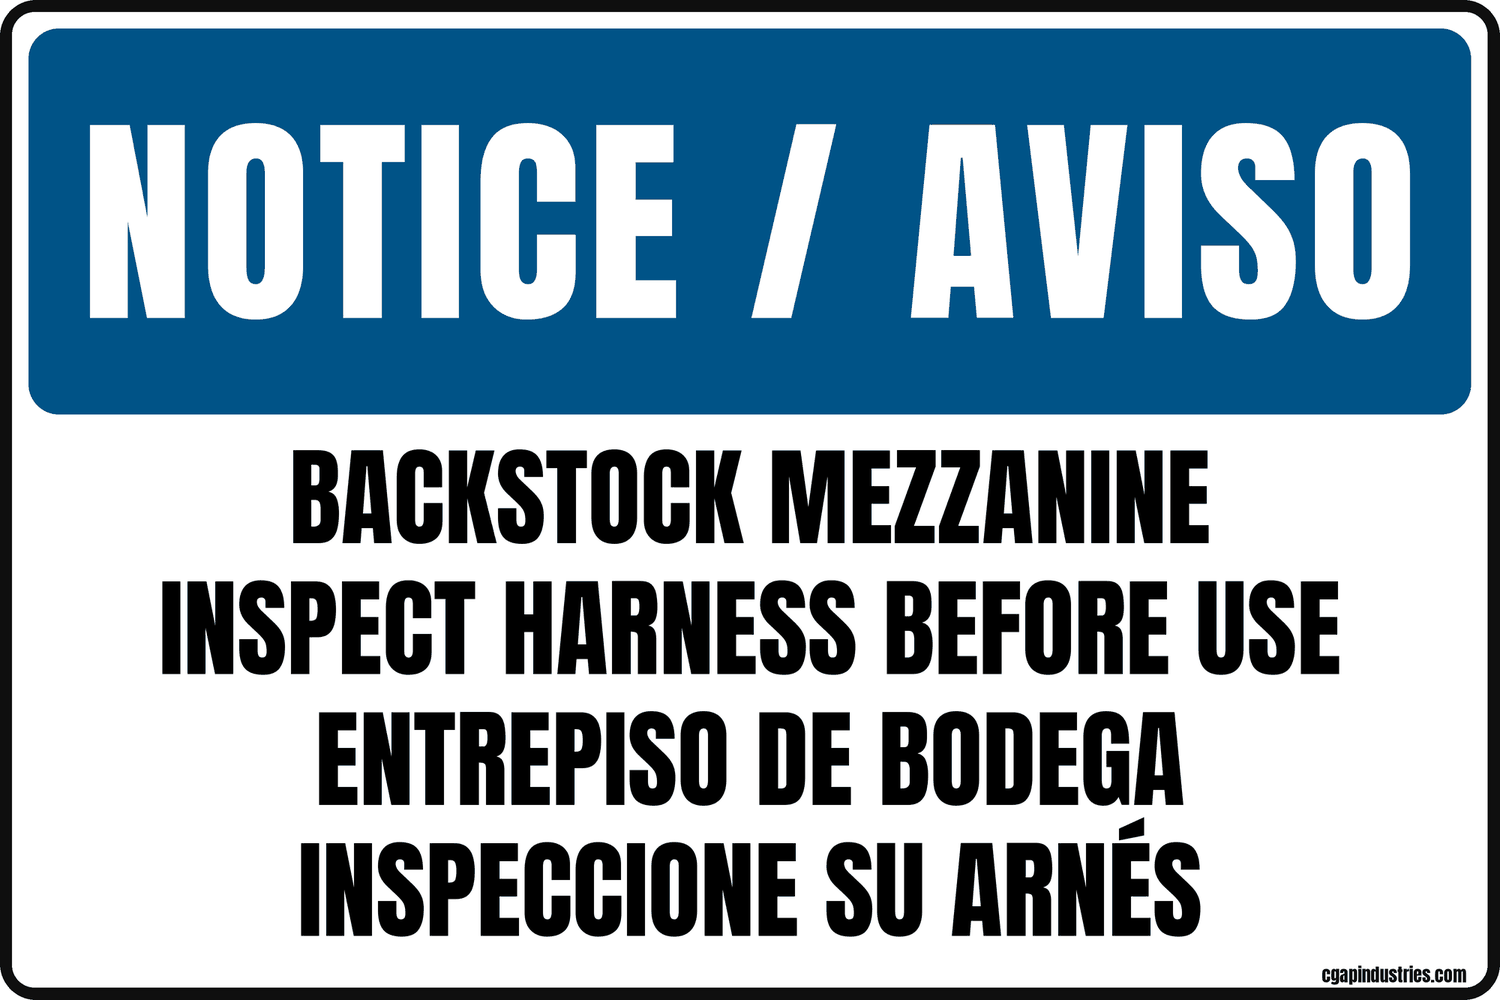 NOTICE / AVISO
BACKSTOCK MEZZANINE
INSPECT HARNESS BEFORE USE
ENTREPISO DE BODEGA
INSPECCIONE SU ARNÉS
cgapindustries.com